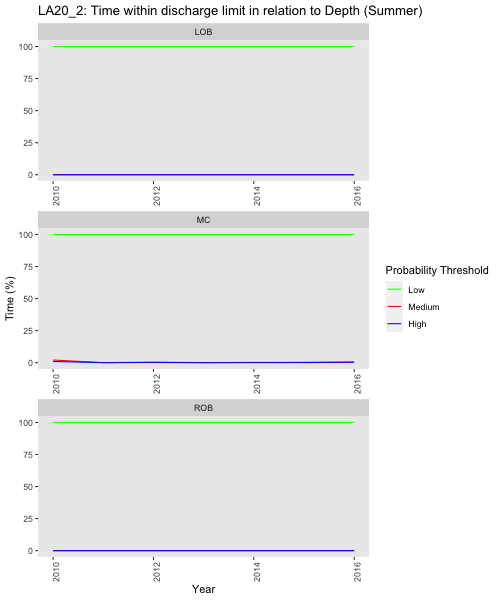 LA20_2: Time within discharge limit in relation to Depth (Summer)
LOB
100
75
50
25
0
2010
2012
2014
2016
MC
100
75
50
25
0
2010
2012
2014
2016
ROB
100
75
50
25
0
2010
2012
2014
2016
Time (%)
Year
Probability Threshold
Low
Medium
High